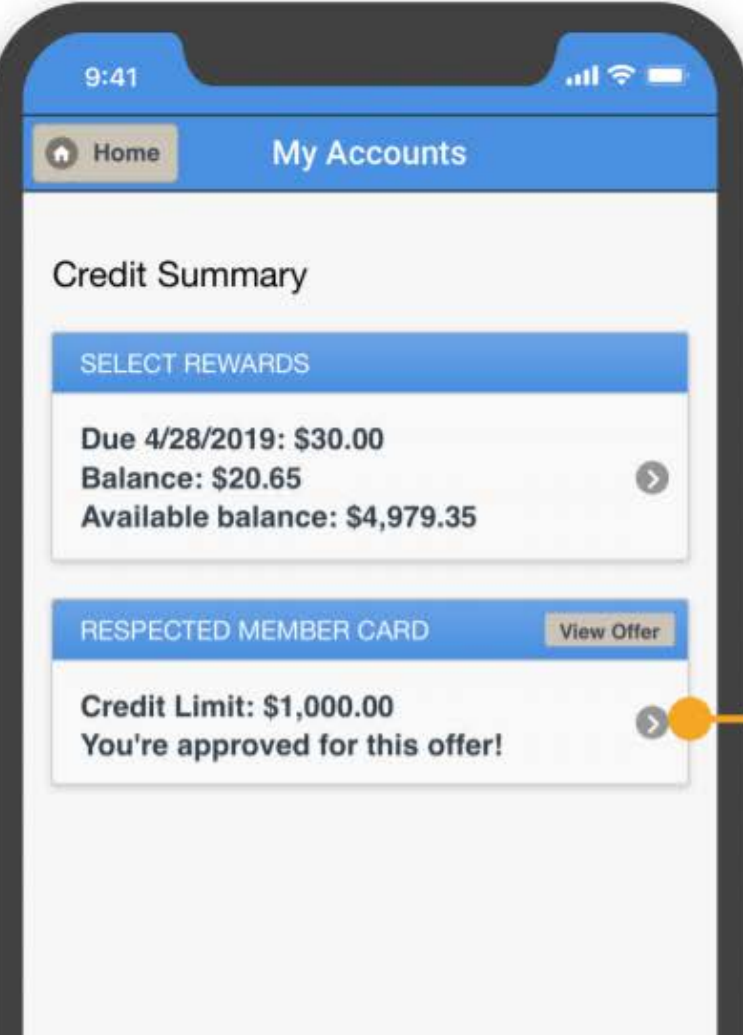 9:41
Home
My Accounts
Credit Summary
SELECT REWARDS
Due 4/28/2019: $30.00
Balance: $20.65
Available balance: $4,979.35
RESPECTED MEMBER CARD
View Offer
Credit Limit: $1,000.00
You're approved for this offer!